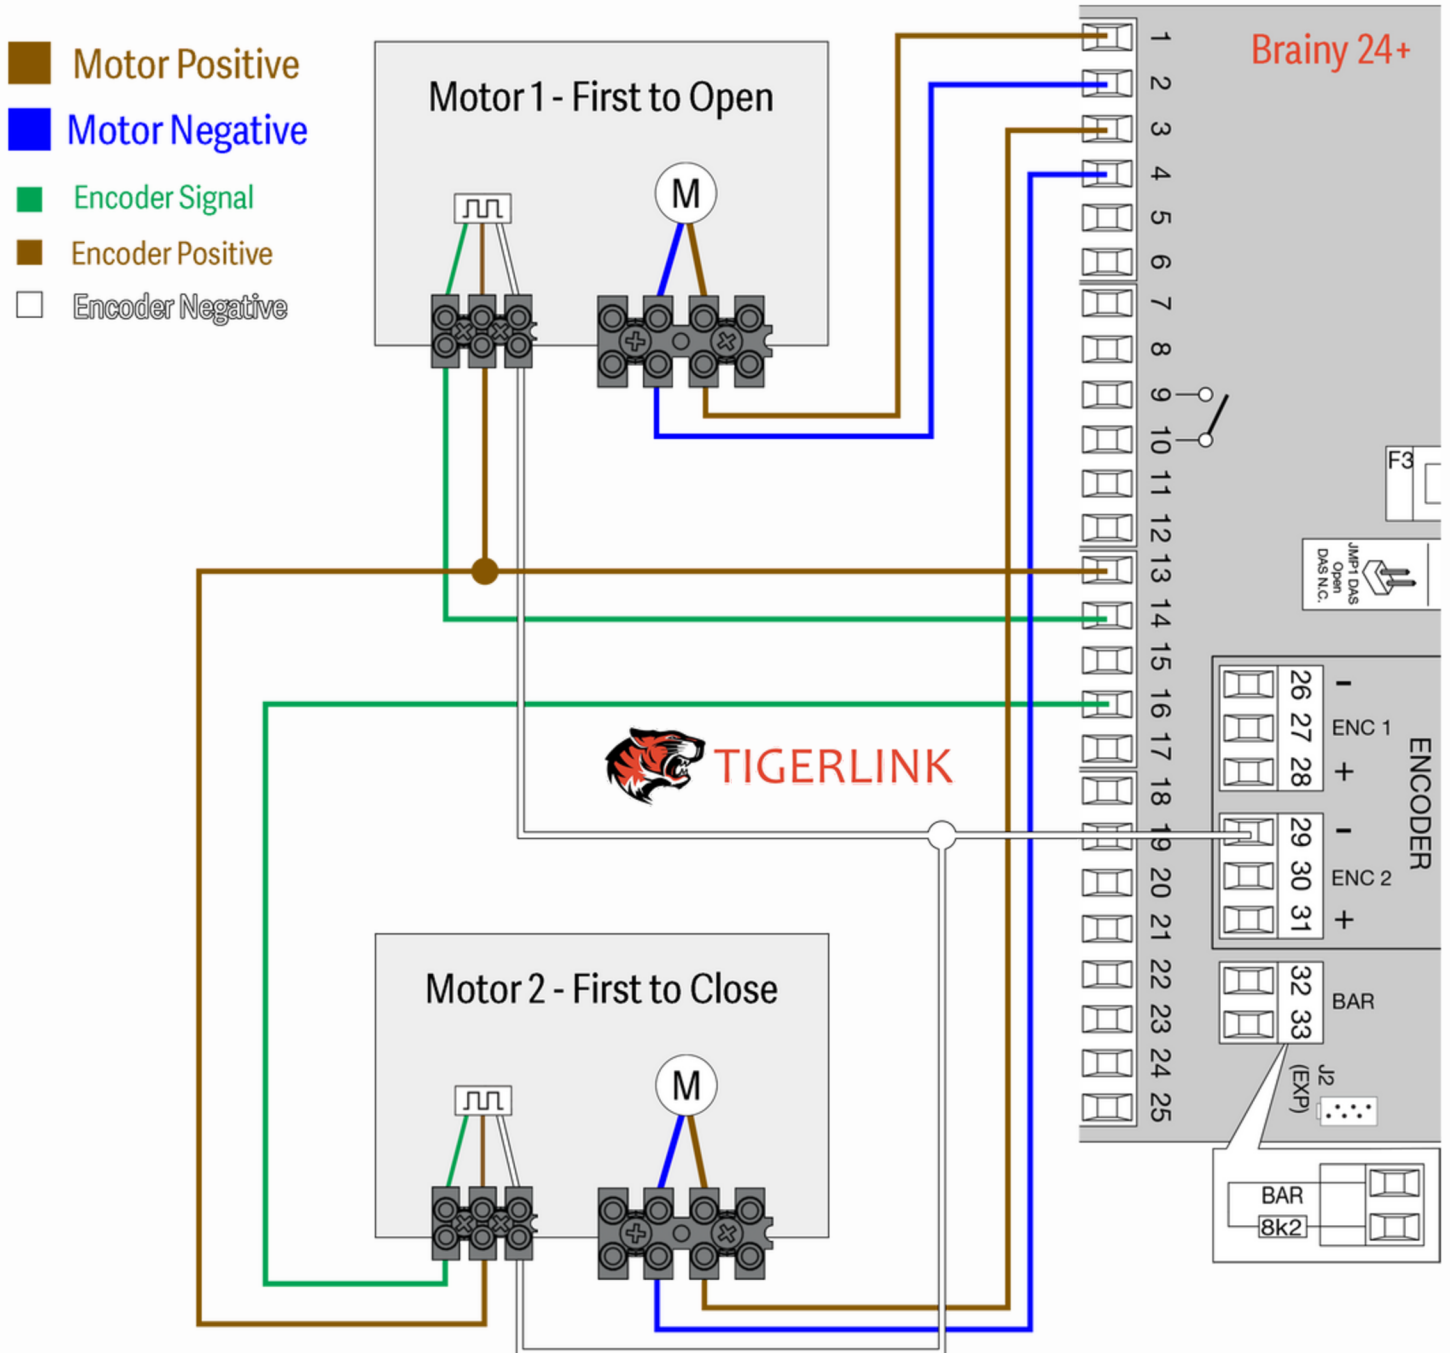 Motor Positive
Motor Negative
Encoder Signal
Encoder Positive
Encoder Negative
Motor 1 - First to Open
M
Brainy 24+
1
2
3
4
5
6
7
8
9
10
11
12
13
14
15
16
17
18
19
20
21
22
23
24
25
F3
JMP1 DAS
Open
DAS N.C.
26 -
27 ENC 1
28 +
29 -
30 ENC 2
31 +
ENCODER
32
33
BAR
J2
(EXP)
BAR
8k2
TIGERLINK
Motor 2 - First to Close
M